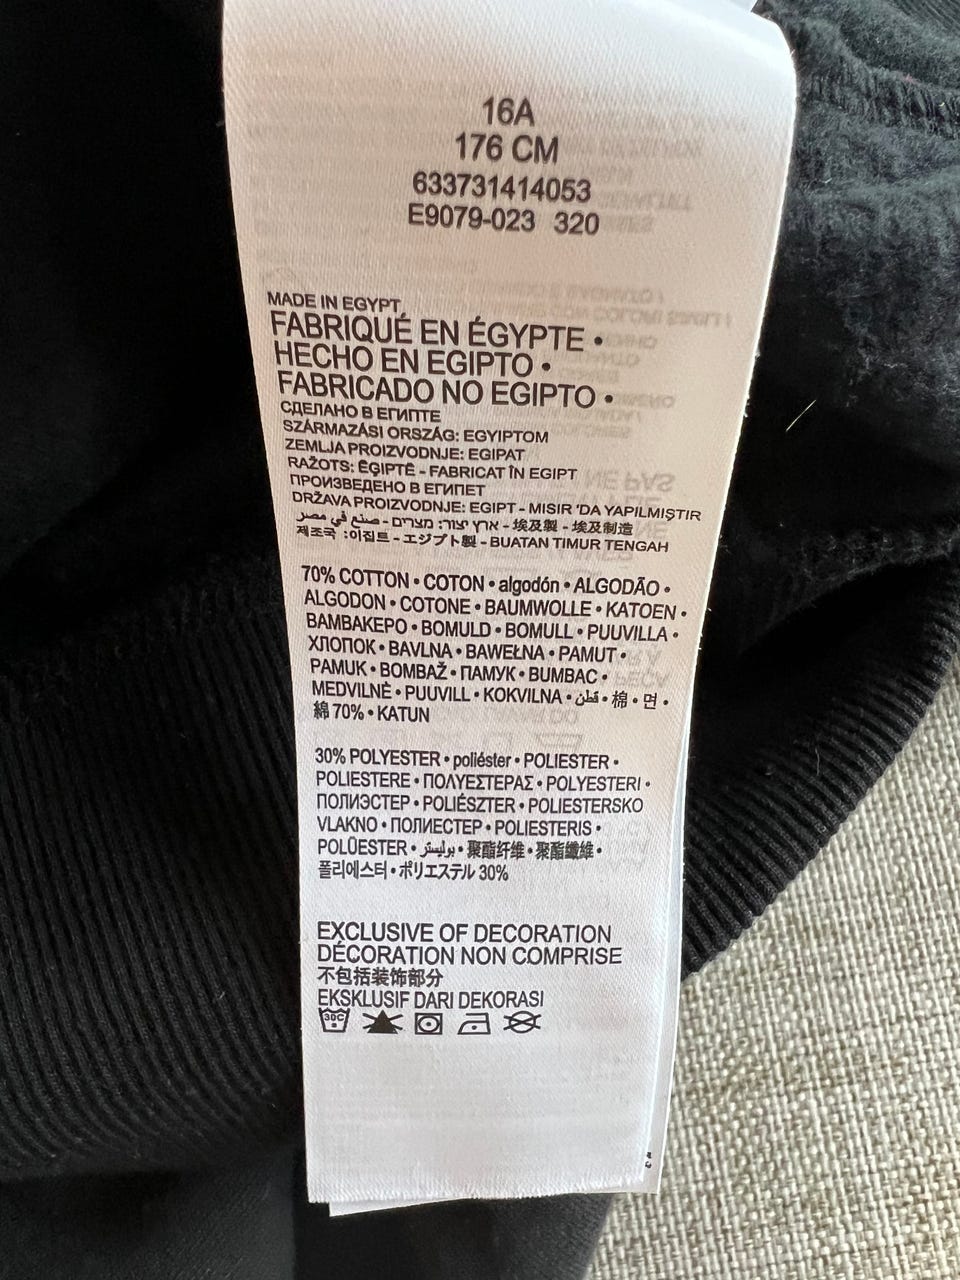 16A
176 CM
633731414053
E9079-023 320
MADE IN EGYPT
FABRIQUÉ EN ÉGYPTE •
HECHO EN EGIPTO •
FABRICADO NO EGIPTO •
СДЕЛАНО В ЕГИПТЕ
SZÁRMAZÁSI ORSZÁG: EGYIPTOM
ZEMLJA PROIZVODNJE: EGIPAT
RAŽOTS: ĒĢIPTĒ - FABRICAT ÎN EGIPT
ПРОИЗВЕДЕНО В ЕГИПЕТ
DRŽAVA PROIZVODNJE: EGIPT - MISIR 'DA YAPILMIŞTIR
صنع في مصر - ארץ יצור: מצרים - 埃及製 - 埃及制造
제조국 :이집트 - エジプト製 - BUATAN TIMUR TENGAH
70% COTTON • COTON • algodón • ALGODÃO •
ALGODON • COTONE • BAUMWOLLE • KATOEN •
ΒΑΜΒΑΚΕΡΟ • BOMULD • BOMULL • PUUVILLA •
ХЛОПОК • BAVLNA • BAWEŁNA • PAMUT •
PAMUK • BOMBAŽ • ПАМУК • BUMBAC •
MEDVILNĖ • PUUVILL • KOKVILNA • قطن • 棉 • 면 •
綿 70% • KATUN
30% POLYESTER • poliéster • POLIESTER •
POLIESTERE • ΠΟΛΥΕΣΤΕΡΑΣ • POLYESTERI •
ПОЛИЭСТЕР • POLIÉSZTER • POLIESTERSKO
VLAKNO • ПОЛИЕСТЕР • POLIESTERIS •
POLÜESTER • بوليستر • 聚酯纤维 • 聚酯纖維 •
폴리에스터 • ポリエステル 30%
EXCLUSIVE OF DECORATION
DÉCORATION NON COMPRISE
不包括装饰部分
EKSKLUSIF DARI DEKORASI
30C